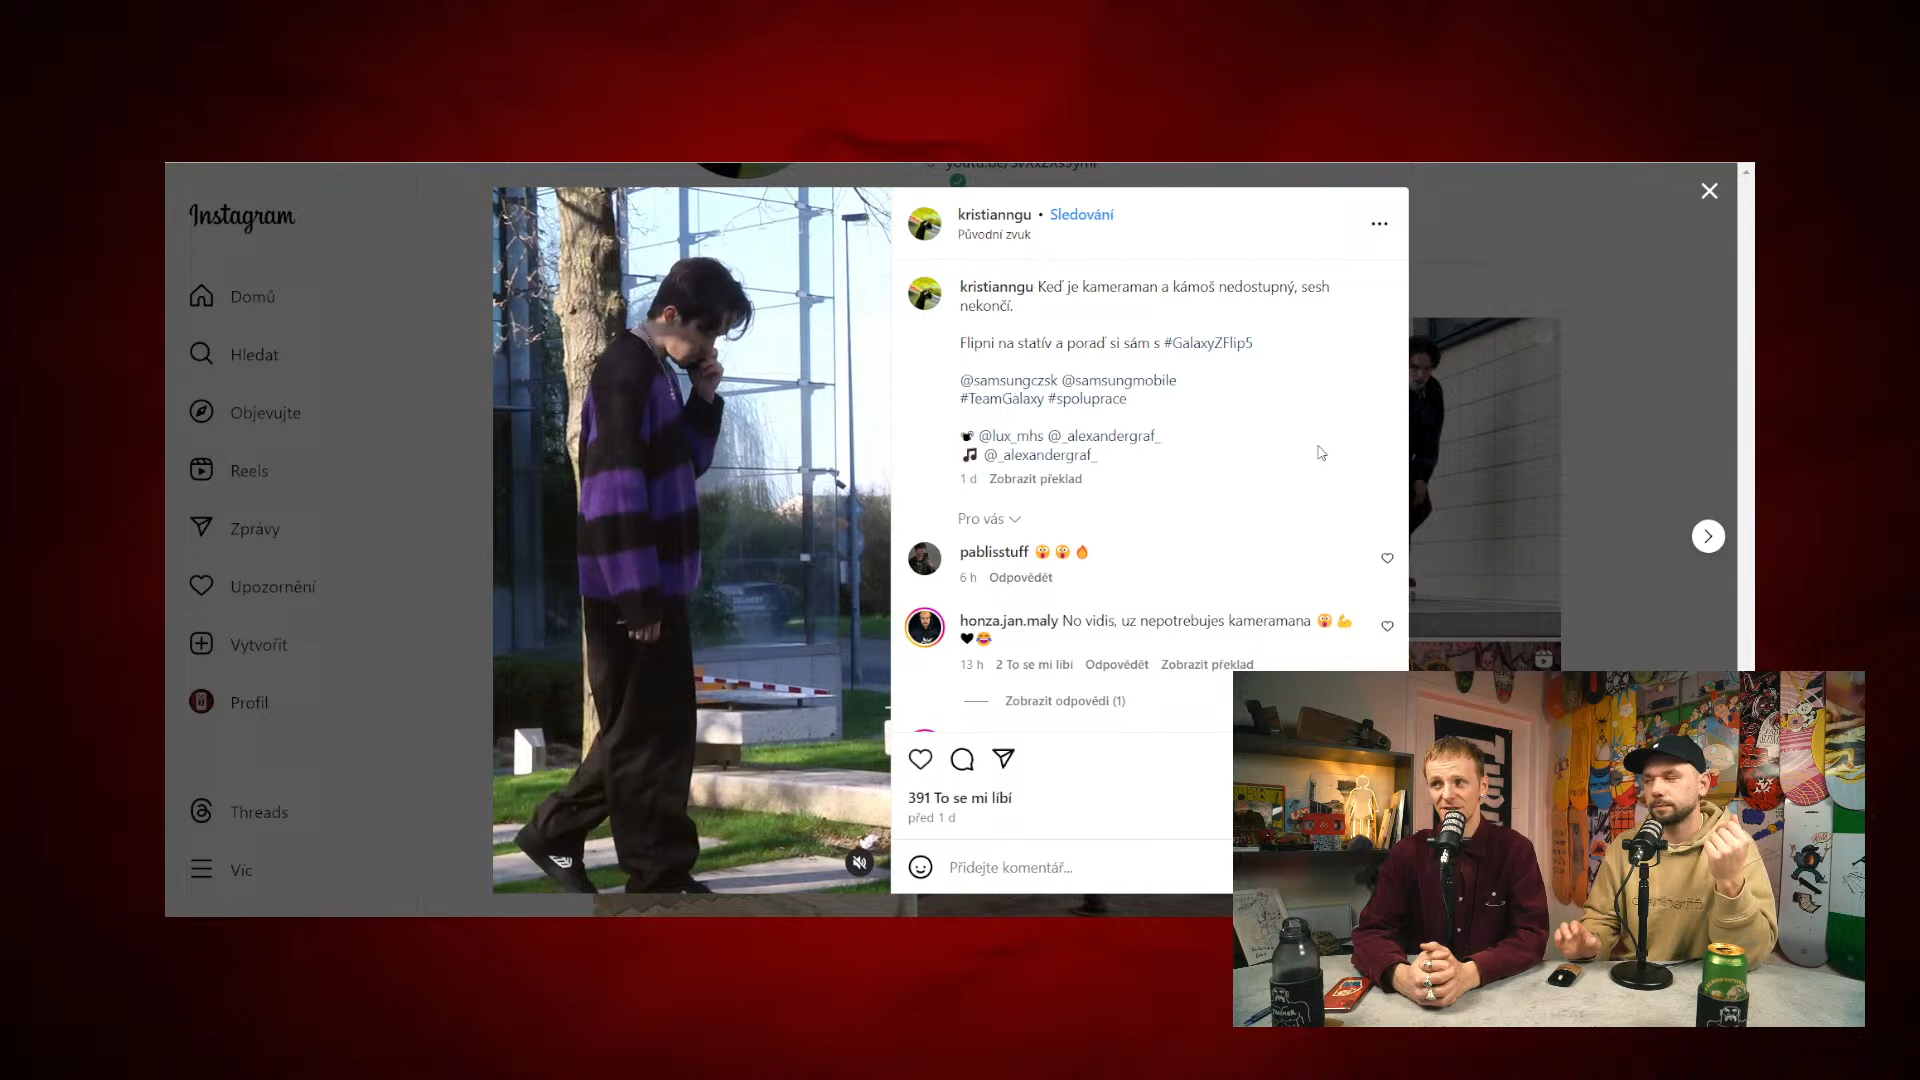 Instagram
Domů
Hledat
Objevujte
Reels
Zprávy
Upozornění
Vytvořit
Profil
Threads
Víc
kristianngu • Sledování
Původní zvuk
kristianngu Keď je kameraman a kámoš nedostupný, sesh
nekončí.
Flipni na statív a poraď si sám s #GalaxyZFlip5
@samsungczsk @samsungmobile
#TeamGalaxy #spoluprace
@lux_mhs @_alexandergraf_
@_alexandergraf_
1 d Zobrazit překlad
Pro vás
pablisstuff 😲 😲 🔥
6 h Odpovědět
honza.jan.maly No vidis, uz nepotrebujes kameramana 😲 💪
🖤😂
13 h 2 To se mi líbí Odpovědět Zobrazit překlad
Zobrazit odpovědi (1)
391 To se mi líbí
před 1 d
Přidejte komentář...